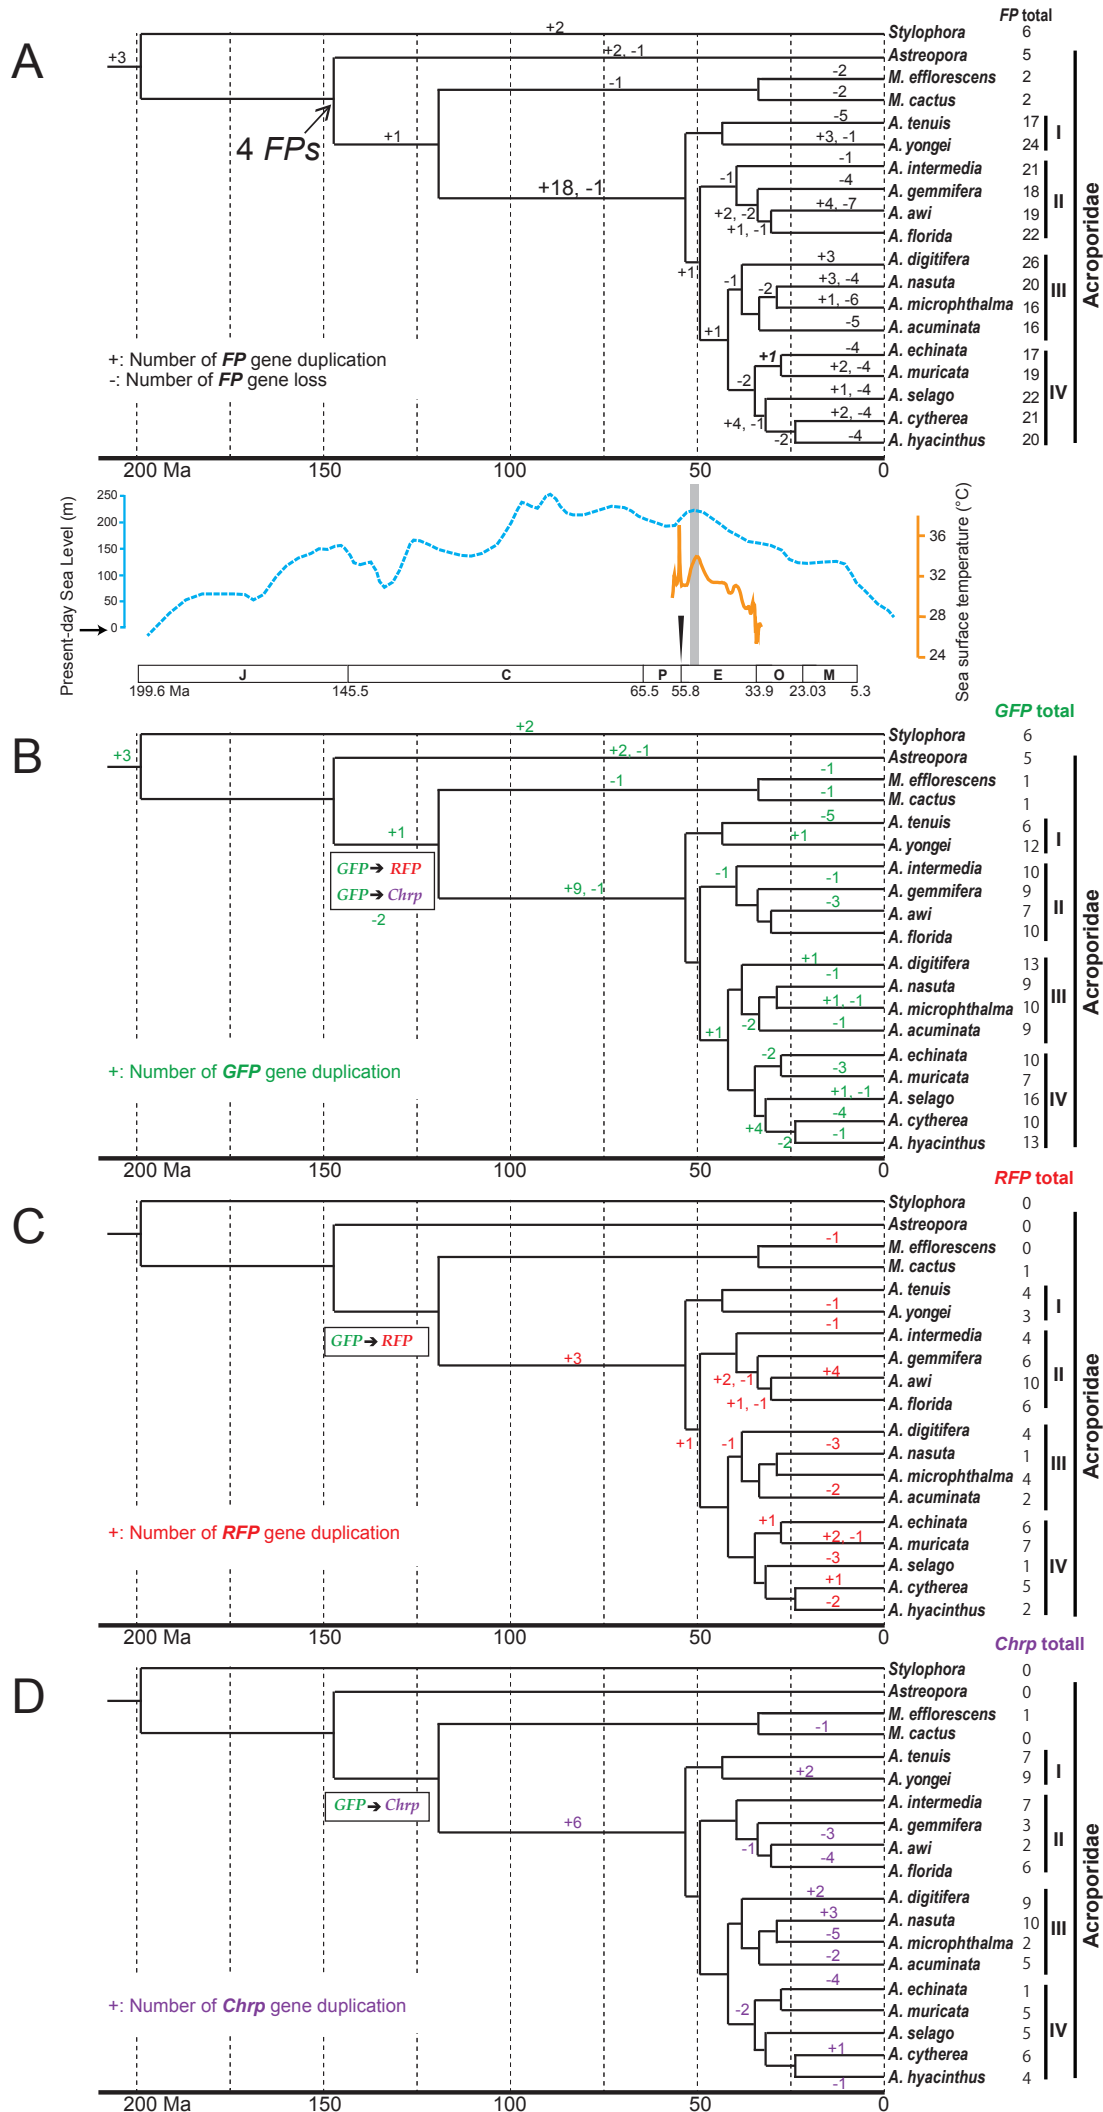 FP total
A
+3
+2
Stylophora 6
+2, -1
Astreopora 5
-2
M. efflorescens 2
-1
-2
M. cactus 2
4 FPs
+1
-5
A. tenuis 17
I
+3, -1
A. yongei 24
-1
A. intermedia 21
-1
-4
A. gemmifera 18
II
+18, -1
+2, -2
+4, -7
A. awi 19
+1, -1
A. florida 22
Acroporidae
+1
+3
A. digitifera 26
-1
-2
+3, -4
A. nasuta 20
III
+1, -6
A. microphthalma 16
+1
-5
A. acuminata 16
+: Number of FP gene duplication
-: Number of FP gene loss
+1
-4
A. echinata 17
+2, -4
A. muricata 19
-2
+1, -4
A. selago 22
IV
+4, -1
+2, -4
A. cytherea 21
-2
-4
A. hyacinthus 20
200 Ma 150 100 50 0
Present-day Sea Level (m)
250
200
150
100
50
0
Sea surface temperature (°C)
36
32
28
24
J C P E O M
199.6 Ma 145.5 65.5 55.8 33.9 23.03 5.3
GFP total
B
+3
+2
Stylophora 6
+2, -1
Astreopora 5
-1
M. efflorescens 1
-1
-1
M. cactus 1
+1
-5
A. tenuis 6
I
+1
A. yongei 12
GFP➔ RFP
GFP➔ Chrp
-2
A. intermedia 10
-1
-1
A. gemmifera 9
II
+9, -1
-3
A. awi 7
A. florida 10
Acroporidae
+1
A. digitifera 13
-1
A. nasuta 9
III
+1, -1
A. microphthalma 10
+1
-2
-1
A. acuminata 9
-2
A. echinata 10
+: Number of GFP gene duplication
-3
A. muricata 7
+1, -1
A. selago 16
IV
+4
-4
A. cytherea 10
-2
-1
A. hyacinthus 13
200 Ma 150 100 50 0
RFP total
C
Stylophora 0
Astreopora 0
-1
M. efflorescens 0
M. cactus 1
A. tenuis 4
I
-1
A. yongei 3
GFP➔ RFP
-1
A. intermedia 4
+3
A. gemmifera 6
II
+2, -1
+4
A. awi 10
+1, -1
A. florida 6
Acroporidae
+1
-1
A. digitifera 4
-3
A. nasuta 1
III
A. microphthalma 4
-2
A. acuminata 2
+1
A. echinata 6
+: Number of RFP gene duplication
+2, -1
A. muricata 7
-3
A. selago 1
IV
+1
A. cytherea 5
-2
A. hyacinthus 2
200 Ma 150 100 50 0
Chrp totall
D
Stylophora 0
Astreopora 0
M. efflorescens 1
-1
M. cactus 0
A. tenuis 7
I
+2
A. yongei 9
GFP➔ Chrp
A. intermedia 7
+6
A. gemmifera 3
II
-3
-1
A. awi 2
-4
A. florida 6
Acroporidae
+2
A. digitifera 9
+3
A. nasuta 10
III
-5
A. microphthalma 2
-2
A. acuminata 5
-4
A. echinata 1
+: Number of Chrp gene duplication
-2
A. muricata 5
A. selago 5
IV
+1
A. cytherea 6
-1
A. hyacinthus 4
200 Ma 150 100 50 0